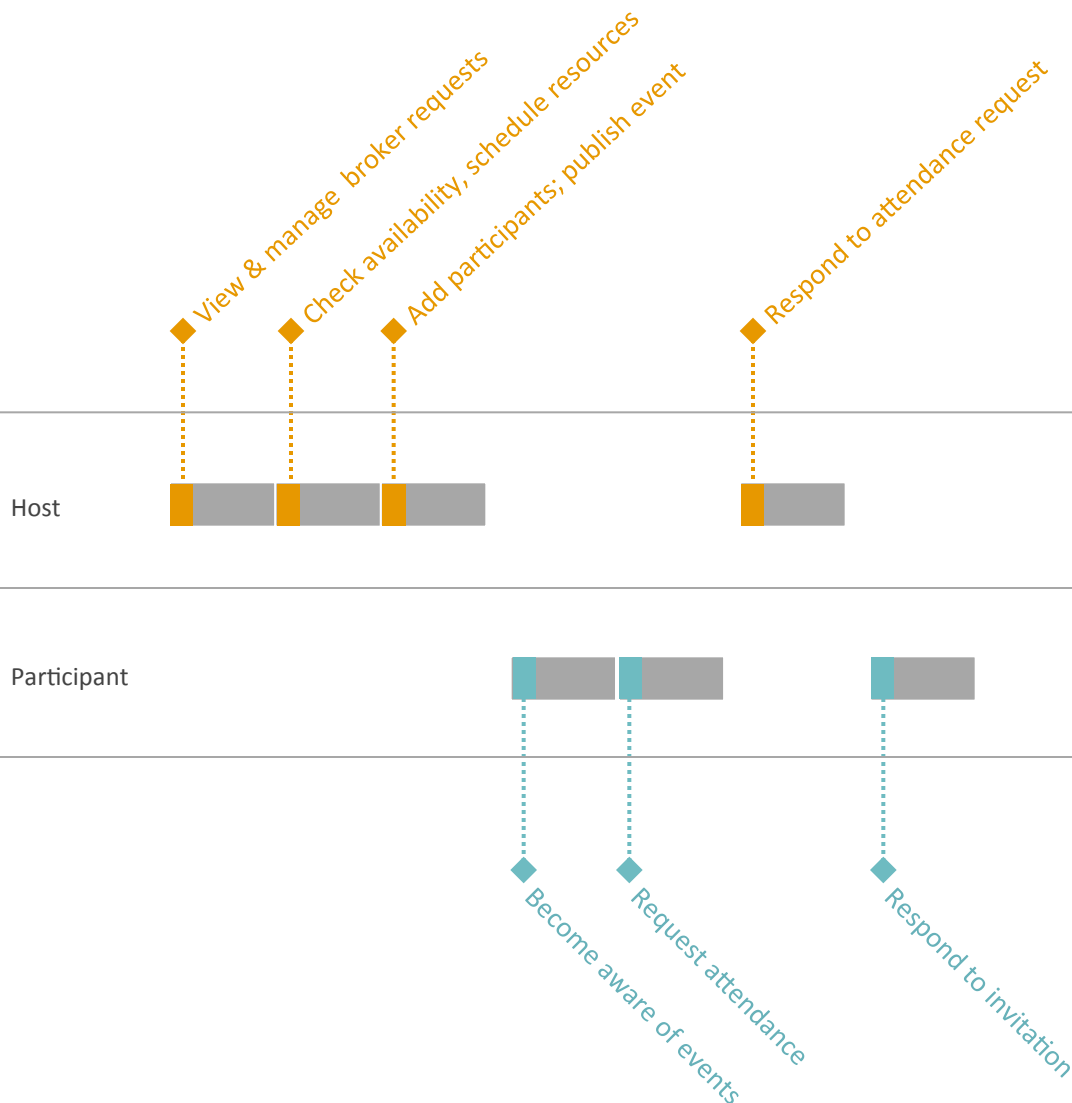 View & manage  broker requests
Check availability, schedule resources
Add participants; publish event
Respond to attendance request
Host
Participant
Become aware of events
Request attendance
Respond to invitation